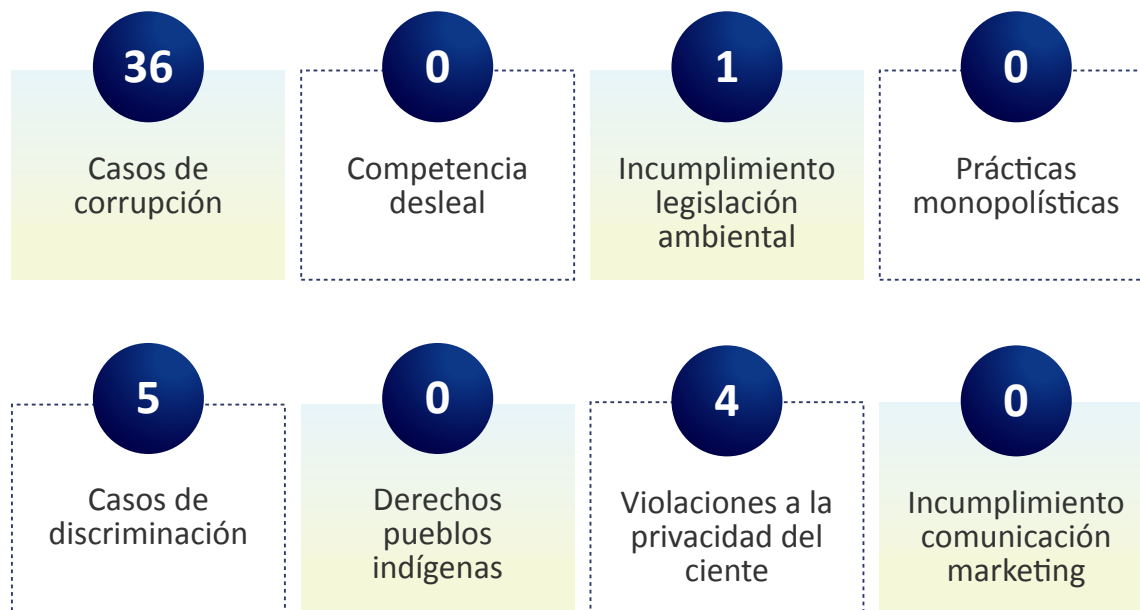 36
Casos de
corrupción
0
Competencia
desleal
1
Incumplimiento
legislación
ambiental
0
Prácticas
monopolísticas
5
Casos de
discriminación
0
Derechos
pueblos
indígenas
4
Violaciones a la
privacidad del
ciente
0
Incumplimiento
comunicación
marketing